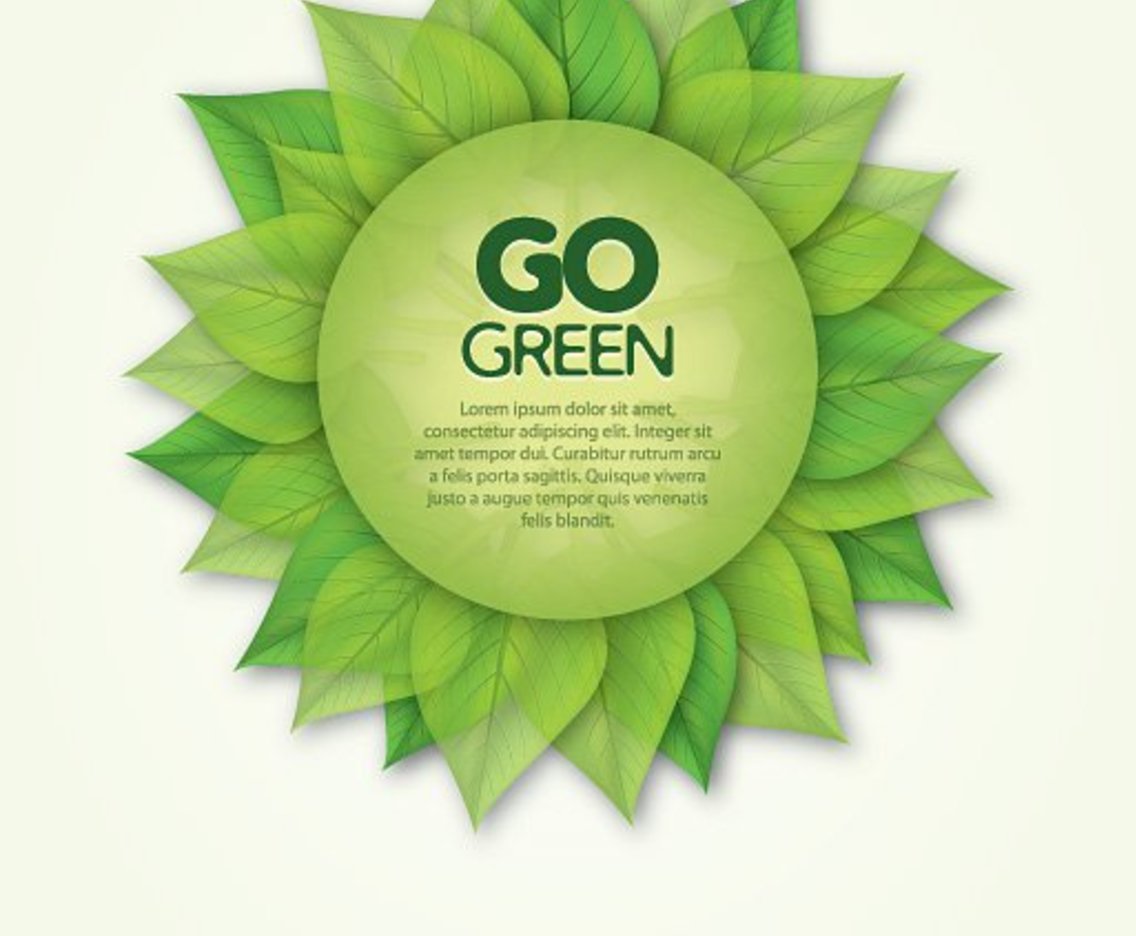 GO
GREEN
Lorem ipsum dolor sit amet,
consectetur adipiscing elit. Integer sit
amet tempor dui. Curabitur rutrum arcu
a felis porta sagittis. Quisque viverra
justo a augue tempor quis venenatis
felis blandit.